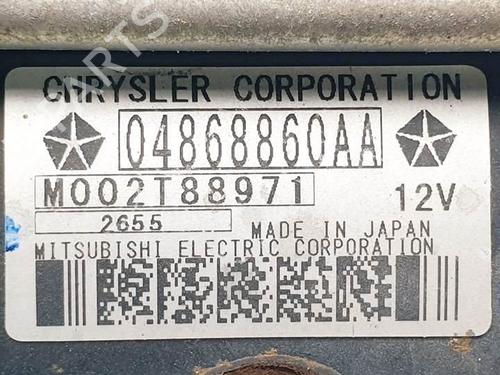 CHRYSLER CORPORATION
04868860AA
M002T88971
12V
2655
MADE IN JAPAN
MITSUBISHI ELECTRIC CORPORATION